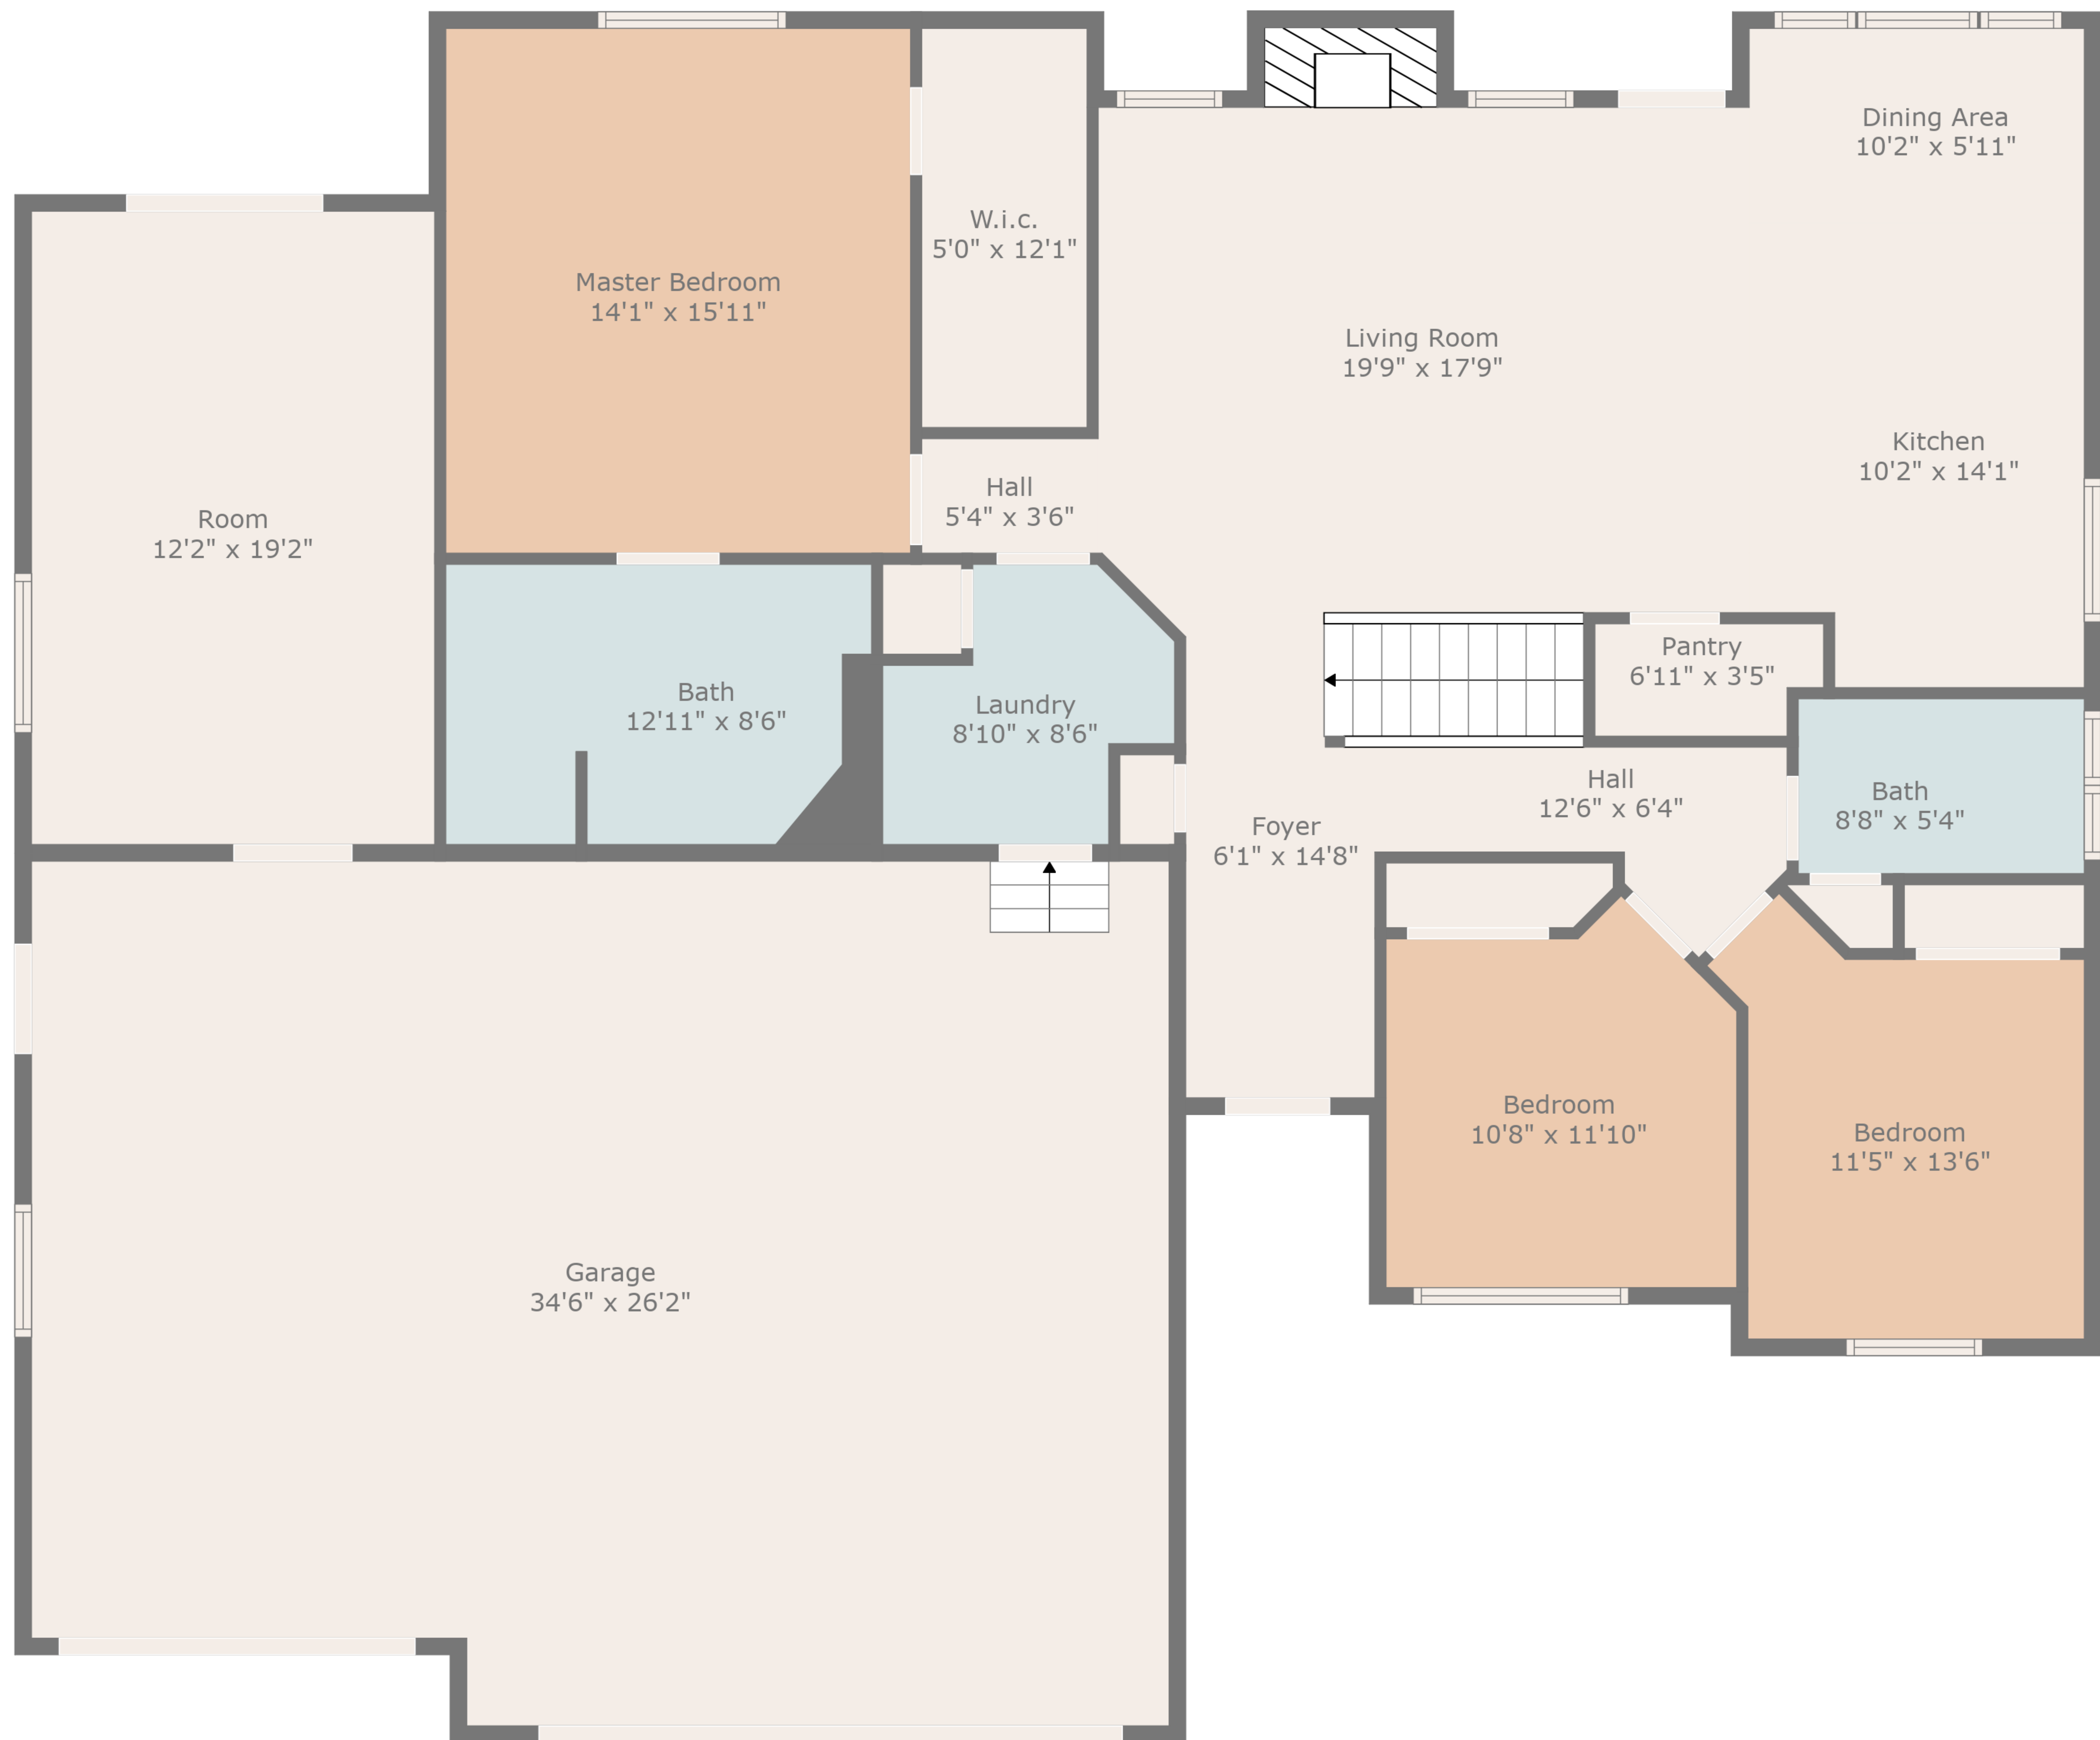 Dining Area
10'2" x 5'11"
W.i.c.
5'0" x 12'1"
Master Bedroom
14'1" x 15'11"
Living Room
19'9" x 17'9"
Kitchen
10'2" x 14'1"
Hall
5'4" x 3'6"
Room
12'2" x 19'2"
Pantry
6'11" x 3'5"
Bath
12'11" x 8'6"
Laundry
8'10" x 8'6"
Hall
12'6" x 6'4"
Bath
8'8" x 5'4"
Foyer
6'1" x 14'8"
Bedroom
10'8" x 11'10"
Bedroom
11'5" x 13'6"
Garage
34'6" x 26'2"